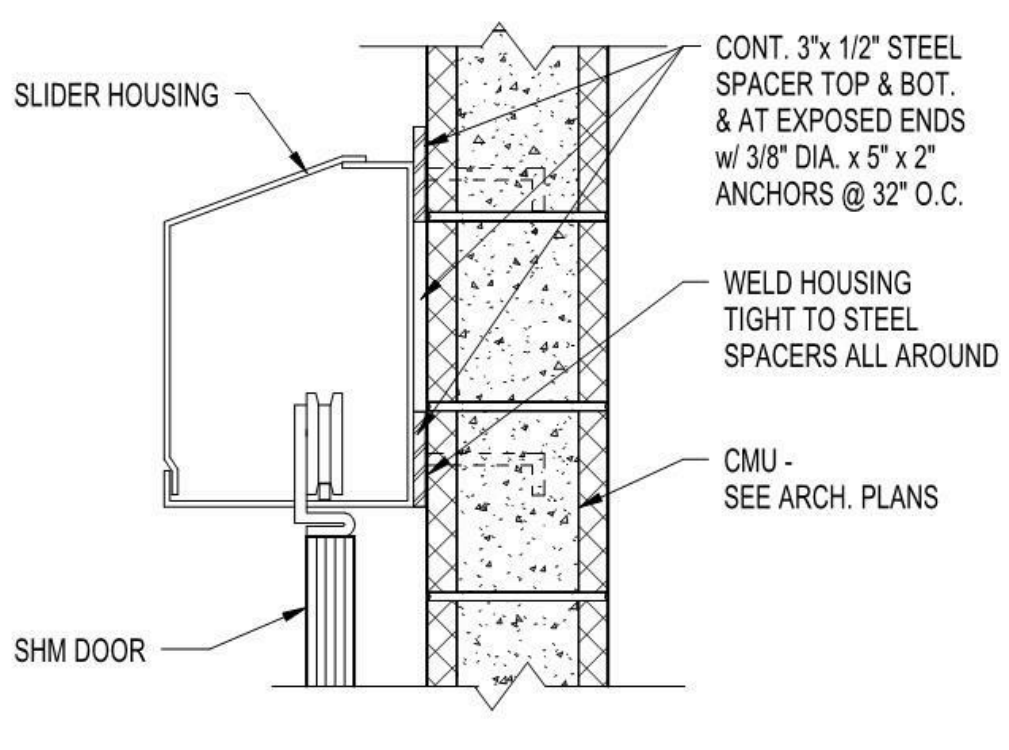 CONT. 3"x 1/2" STEEL
SPACER TOP & BOT.
& AT EXPOSED ENDS
w/ 3/8" DIA. x 5" x 2"
ANCHORS @ 32" O.C.
SLIDER HOUSING
WELD HOUSING
TIGHT TO STEEL
SPACERS ALL AROUND
CMU -
SEE ARCH. PLANS
SHM DOOR